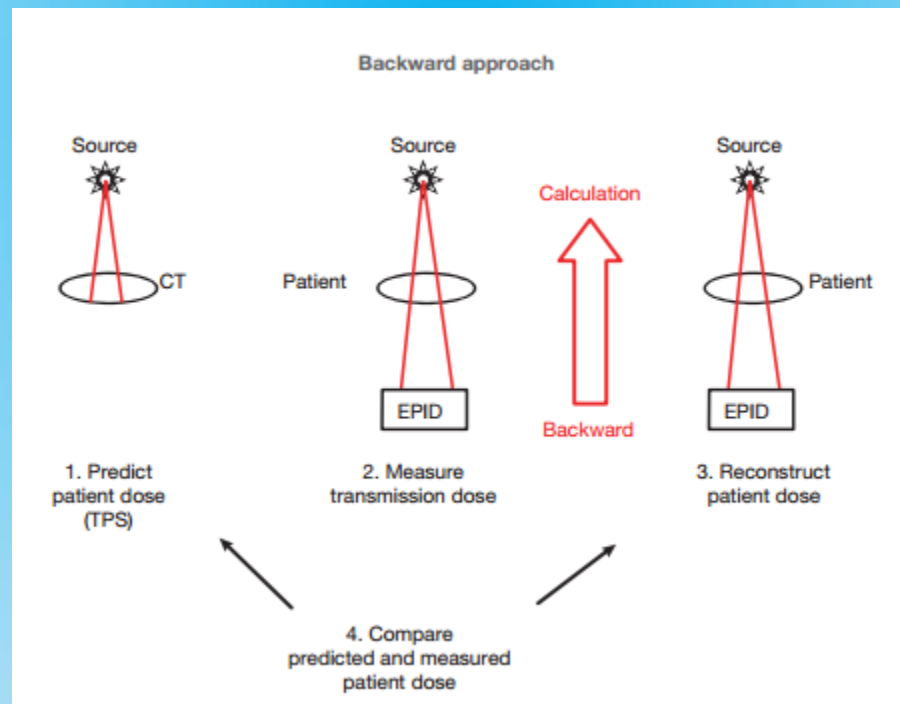 Backward approach
Source
Source
Source
Calculation
CT
Patient
Patient
EPID
EPID
Backward
1. Predict
patient dose
(TPS)
2. Measure
transmission dose
3. Reconstruct
patient dose
4. Compare
predicted and measured
patient dose